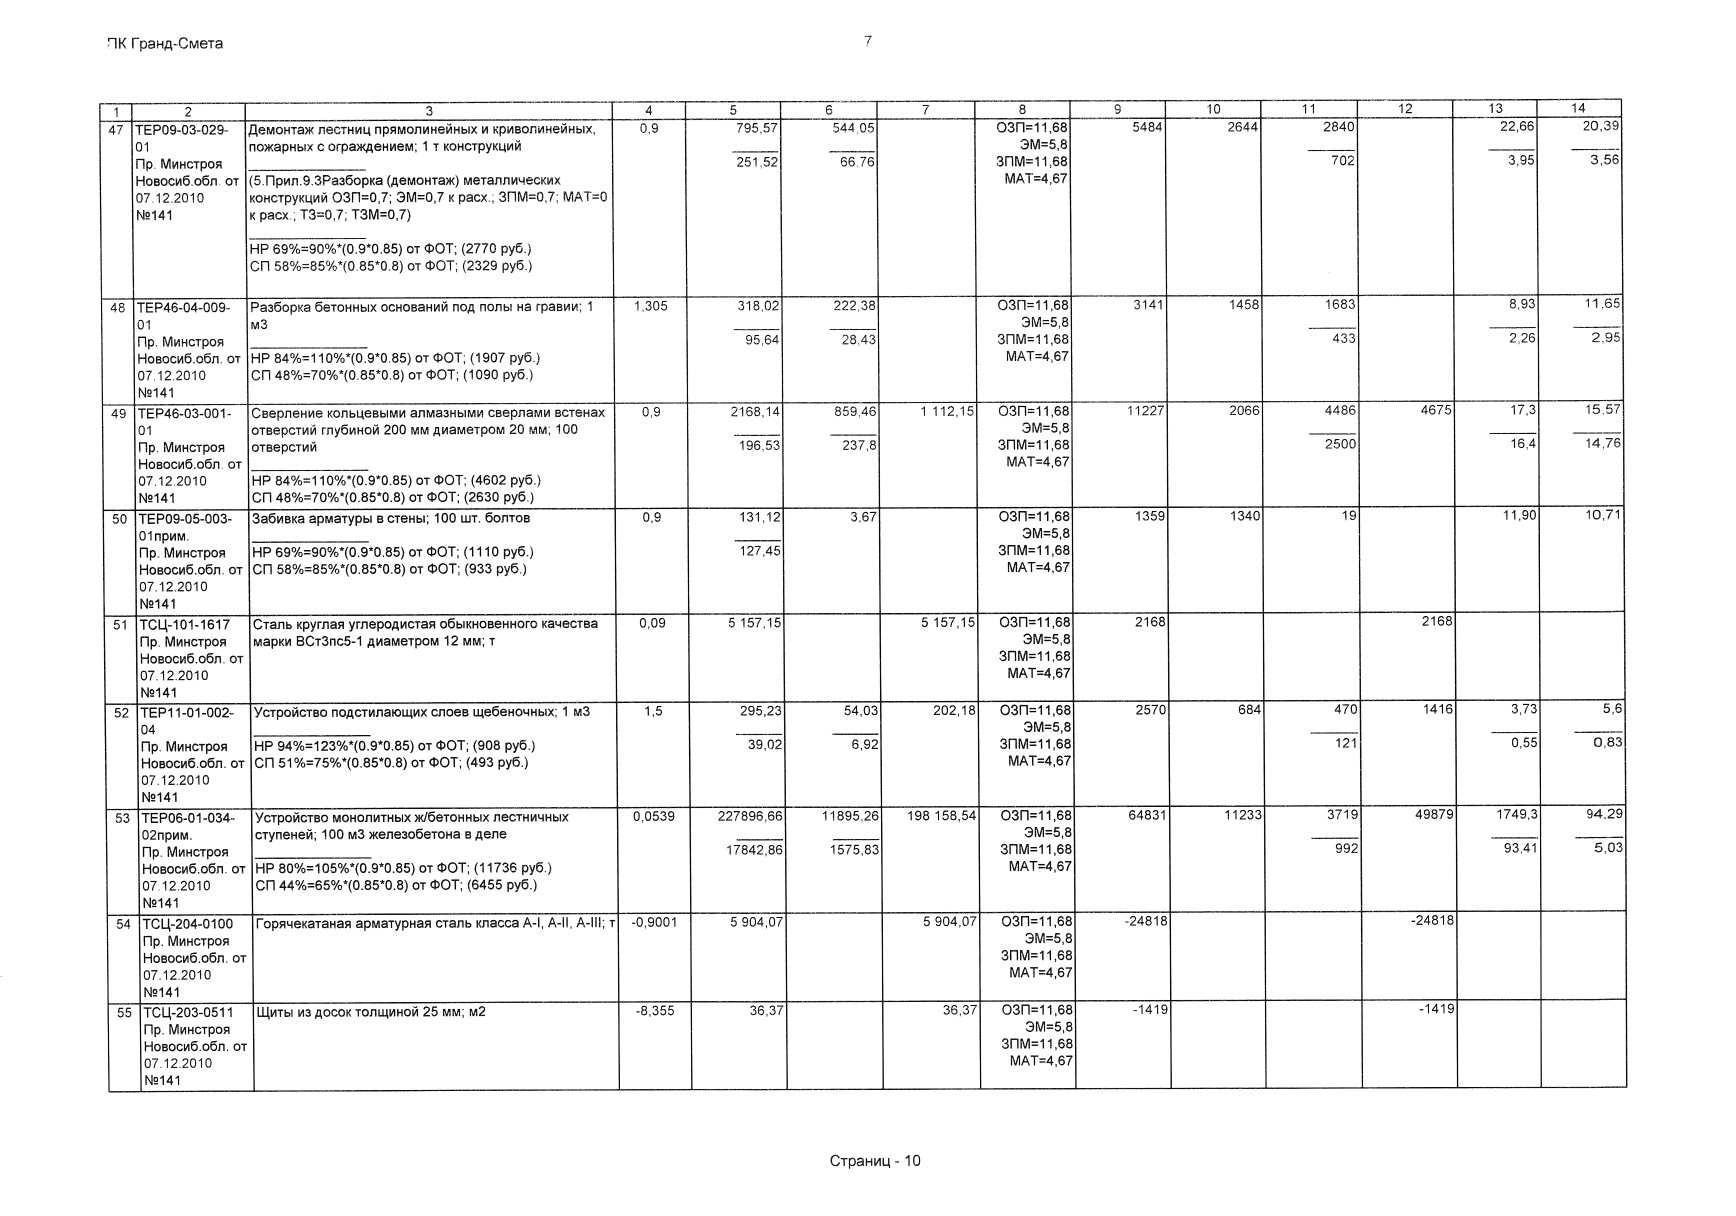 ПК Гранд-Смета
7
1 2 3 4 5 6 7 8 9 10 11 12 13 14
47 ТЕР09-03-029- Демонтаж лестниц прямолинейных и криволинейных, 0,9 795,57 544,05 ОЗП=11,68 5484 2644 2840 22,66 20,39
01 пожарных с ограждением; 1 т конструкций ЭМ=5,8
Пр. Минстроя 251,52 66,76 ЗПМ=11,68 702 3,95 3,56
Новосиб.обл. от (5.Прил.9.3Разборка (демонтаж) металлических МАТ=4,67
07.12.2010 конструкций ОЗП=0,7; ЭМ=0,7 к расх.; ЗПМ=0,7; МАТ=0
№141 к расх.; ТЗ=0,7; ТЗМ=0,7)
НР 69%=90%*(0.9*0.85) от ФОТ; (2770 руб.)
СП 58%=85%*(0.85*0.8) от ФОТ; (2329 руб.)
48 ТЕР46-04-009- Разборка бетонных оснований под полы на гравии; 1 1,305 318,02 222,38 ОЗП=11,68 3141 1458 1683 8,93 11,65
01 м3 ЭМ=5,8
Пр. Минстроя 95,64 28,43 ЗПМ=11,68 433 2,26 2,95
Новосиб.обл. от НР 84%=110%*(0.9*0.85) от ФОТ; (1907 руб.) МАТ=4,67
07.12.2010 СП 48%=70%*(0.85*0.8) от ФОТ; (1090 руб.)
№141
49 ТЕР46-03-001- Сверление кольцевыми алмазными сверлами встенах 0,9 2168,14 859,46 1 112,15 ОЗП=11,68 11227 2066 4486 4675 17,3 15,57
01 отверстий глубиной 200 мм диаметром 20 мм; 100 ЭМ=5,8
Пр. Минстроя отверстий 196,53 237,8 ЗПМ=11,68 2500 16,4 14,76
Новосиб.обл. от МАТ=4,67
07.12.2010 НР 84%=110%*(0.9*0.85) от ФОТ; (4602 руб.)
№141 СП 48%=70%*(0.85*0.8) от ФОТ; (2630 руб.)
50 ТЕР09-05-003- Забивка арматуры в стены; 100 шт. болтов 0,9 131,12 3,67 ОЗП=11,68 1359 1340 19 11,90 10,71
01прим. ЭМ=5,8
Пр. Минстроя НР 69%=90%*(0.9*0.85) от ФОТ; (1110 руб.) 127,45 ЗПМ=11,68
Новосиб.обл. от СП 58%=85%*(0.85*0.8) от ФОТ; (933 руб.) МАТ=4,67
07.12.2010
№141
51 ТСЦ-101-1617 Сталь круглая углеродистая обыкновенного качества 0,09 5 157,15 5 157,15 ОЗП=11,68 2168 2168
Пр. Минстроя марки ВСт3пс5-1 диаметром 12 мм; т ЭМ=5,8
Новосиб.обл. от ЗПМ=11,68
07.12.2010 МАТ=4,67
№141
52 ТЕР11-01-002- Устройство подстилающих слоев щебеночных; 1 м3 1,5 295,23 54,03 202,18 ОЗП=11,68 2570 684 470 1416 3,73 5,6
04 ЭМ=5,8
Пр. Минстроя НР 94%=123%*(0.9*0.85) от ФОТ; (908 руб.) 39,02 6,92 ЗПМ=11,68 121 0,55 0,83
Новосиб.обл. от СП 51%=75%*(0.85*0.8) от ФОТ; (493 руб.) МАТ=4,67
07.12.2010
№141
53 ТЕР06-01-034- Устройство монолитных ж/бетонных лестничных 0,0539 227896,66 11895,26 198 158,54 ОЗП=11,68 64831 11233 3719 49879 1749,3 94,29
02прим. ступеней; 100 м3 железобетона в деле ЭМ=5,8
Пр. Минстроя 17842,86 1575,83 ЗПМ=11,68 992 93,41 5,03
Новосиб.обл. от НР 80%=105%*(0.9*0.85) от ФОТ; (11736 руб.) МАТ=4,67
07.12.2010 СП 44%=65%*(0.85*0.8) от ФОТ; (6455 руб.)
№141
54 ТСЦ-204-0100 Горячекатаная арматурная сталь класса А-I, А-II, А-III; т -0,9001 5 904,07 5 904,07 ОЗП=11,68 -24818 -24818
Пр. Минстроя ЭМ=5,8
Новосиб.обл. от ЗПМ=11,68
07.12.2010 МАТ=4,67
№141
55 ТСЦ-203-0511 Щиты из досок толщиной 25 мм; м2 -8,355 36,37 36,37 ОЗП=11,68 -1419 -1419
Пр. Минстроя ЭМ=5,8
Новосиб.обл. от ЗПМ=11,68
07.12.2010 МАТ=4,67
№141
Страниц - 10